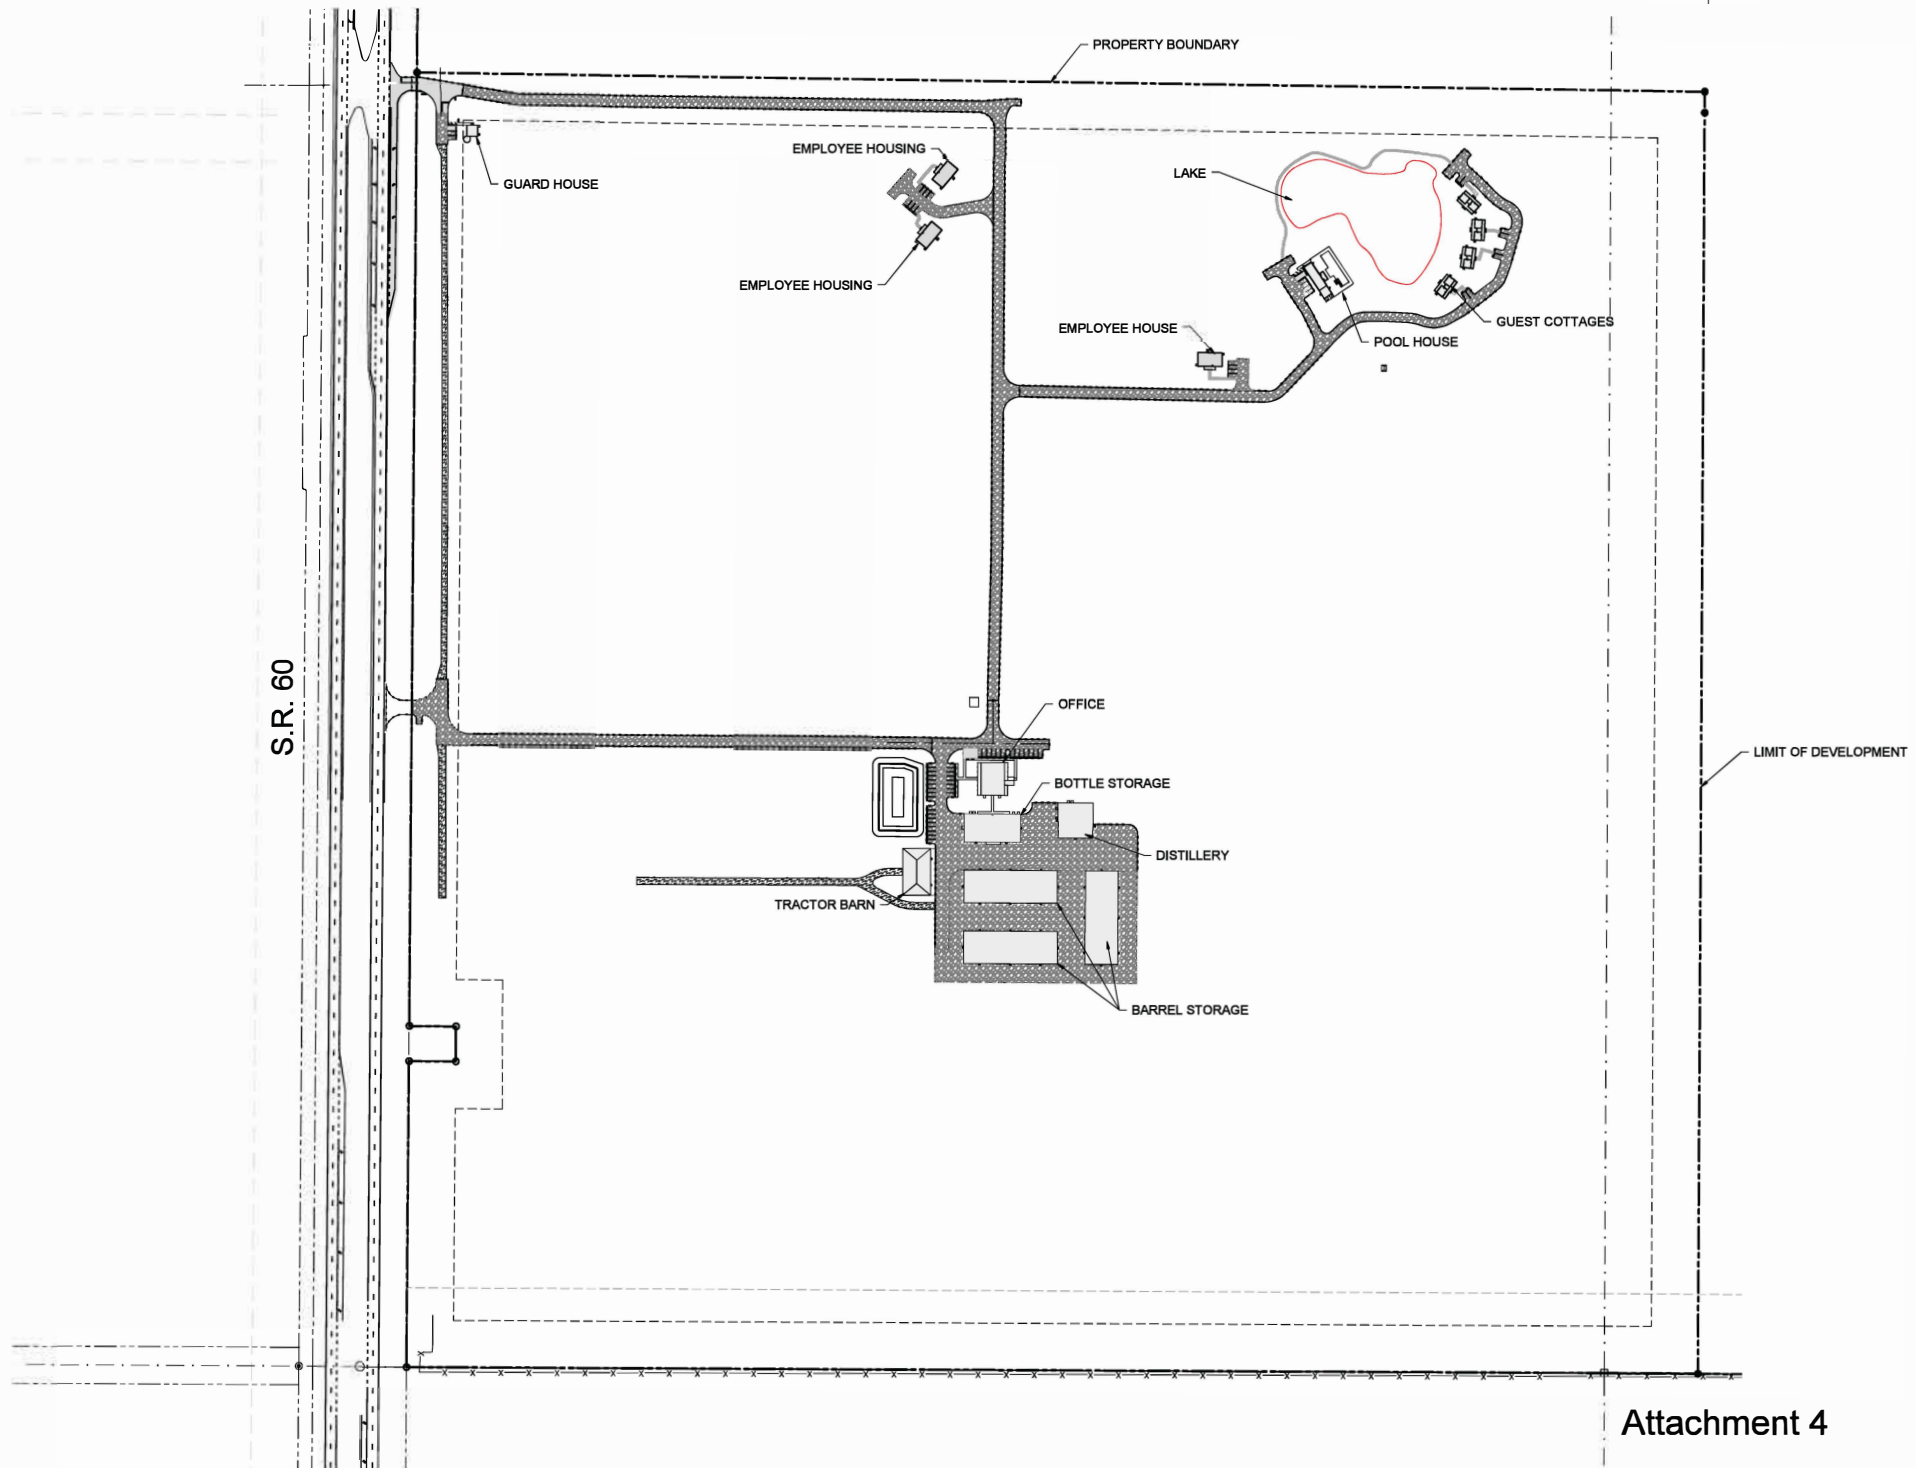 PROPERTY BOUNDARY
EMPLOYEE HOUSING
LAKE
GUARD HOUSE
EMPLOYEE HOUSING
GUEST COTTAGES
EMPLOYEE HOUSE
POOL HOUSE
S.R. 60
OFFICE
LIMIT OF DEVELOPMENT
BOTTLE STORAGE
DISTILLERY
TRACTOR BARN
BARREL STORAGE
Attachment 4